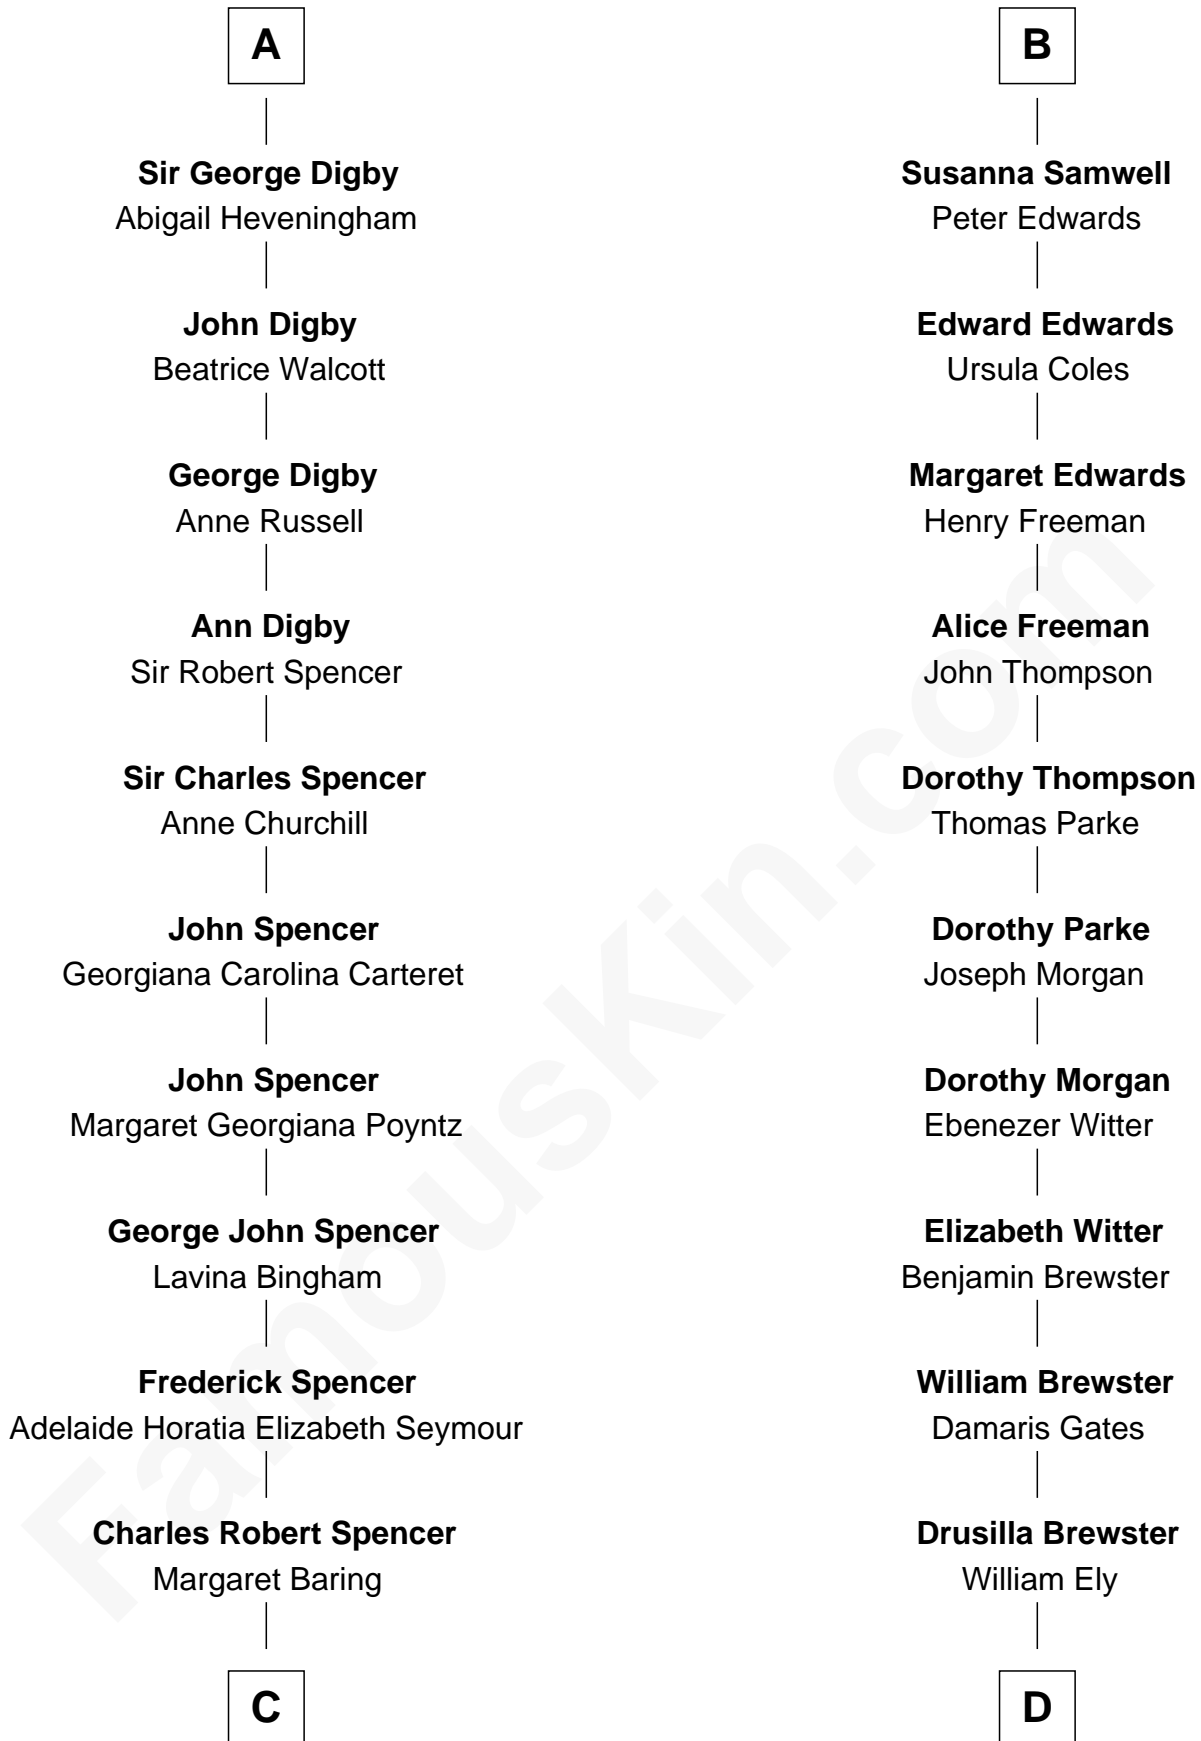 A
Sir George Digby
Abigail Heveningham
John Digby
Beatrice Walcott
George Digby
Anne Russell
Ann Digby
Sir Robert Spencer
Sir Charles Spencer
Anne Churchill
John Spencer
Georgiana Carolina Carteret
John Spencer
Margaret Georgiana Poyntz
George John Spencer
Lavina Bingham
Frederick Spencer
Adelaide Horatia Elizabeth Seymour
Charles Robert Spencer
Margaret Baring
C
B
Susanna Samwell
Peter Edwards
Edward Edwards
Ursula Coles
Margaret Edwards
Henry Freeman
Alice Freeman
John Thompson
Dorothy Thompson
Thomas Parke
Dorothy Parke
Joseph Morgan
Dorothy Morgan
Ebenezer Witter
Elizabeth Witter
Benjamin Brewster
William Brewster
Damaris Gates
Drusilla Brewster
William Ely
D
FamousKin.com